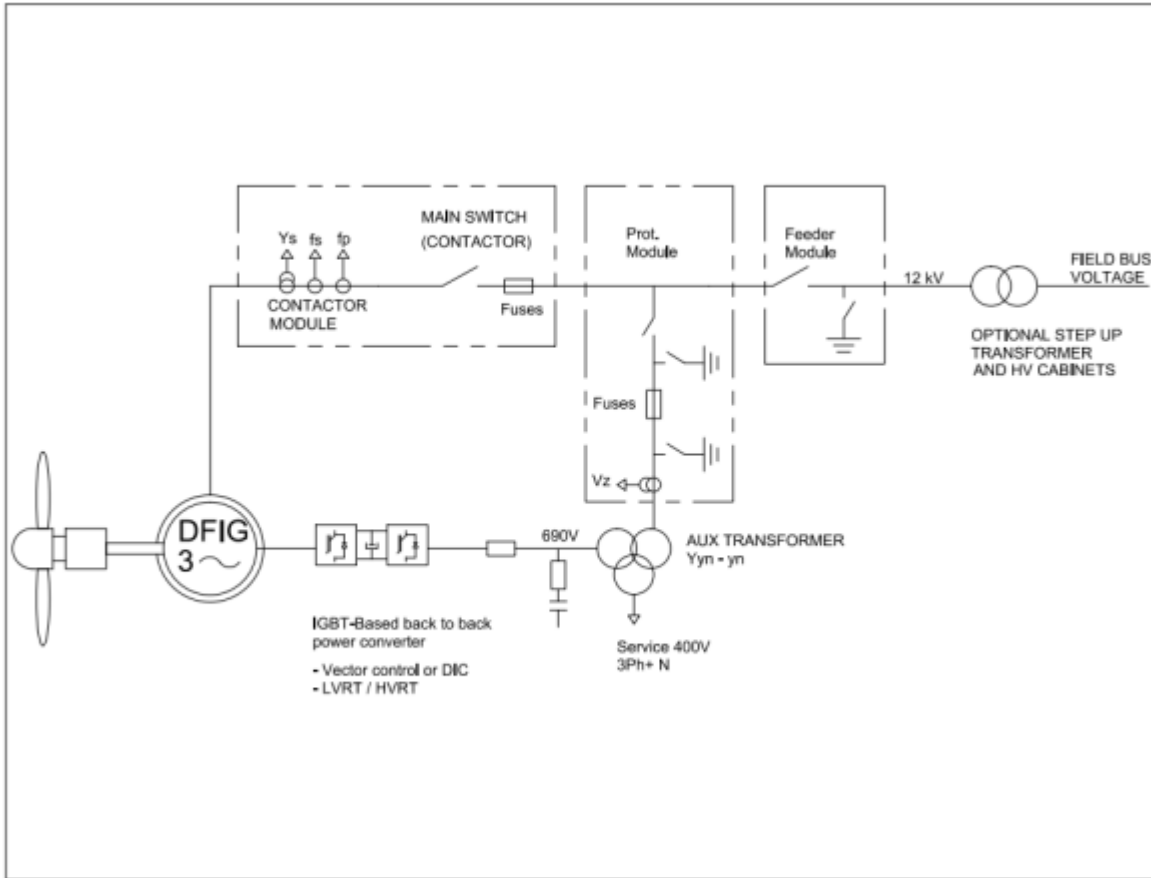 MAIN SWITCH
(CONTACTOR)
Ys fs fp
CONTACTOR
MODULE
Fuses
Prot.
Module
Feeder
Module
12 kV
FIELD BUS
VOLTAGE
OPTIONAL STEP UP
TRANSFORMER
AND HV CABINETS
Fuses
Vz
DFIG
3
690V
AUX TRANSFORMER
Yyn - yn
IGBT-Based back to back
power converter
- Vector control or DIC
- LVRT / HVRT
Service 400V
3Ph+ N